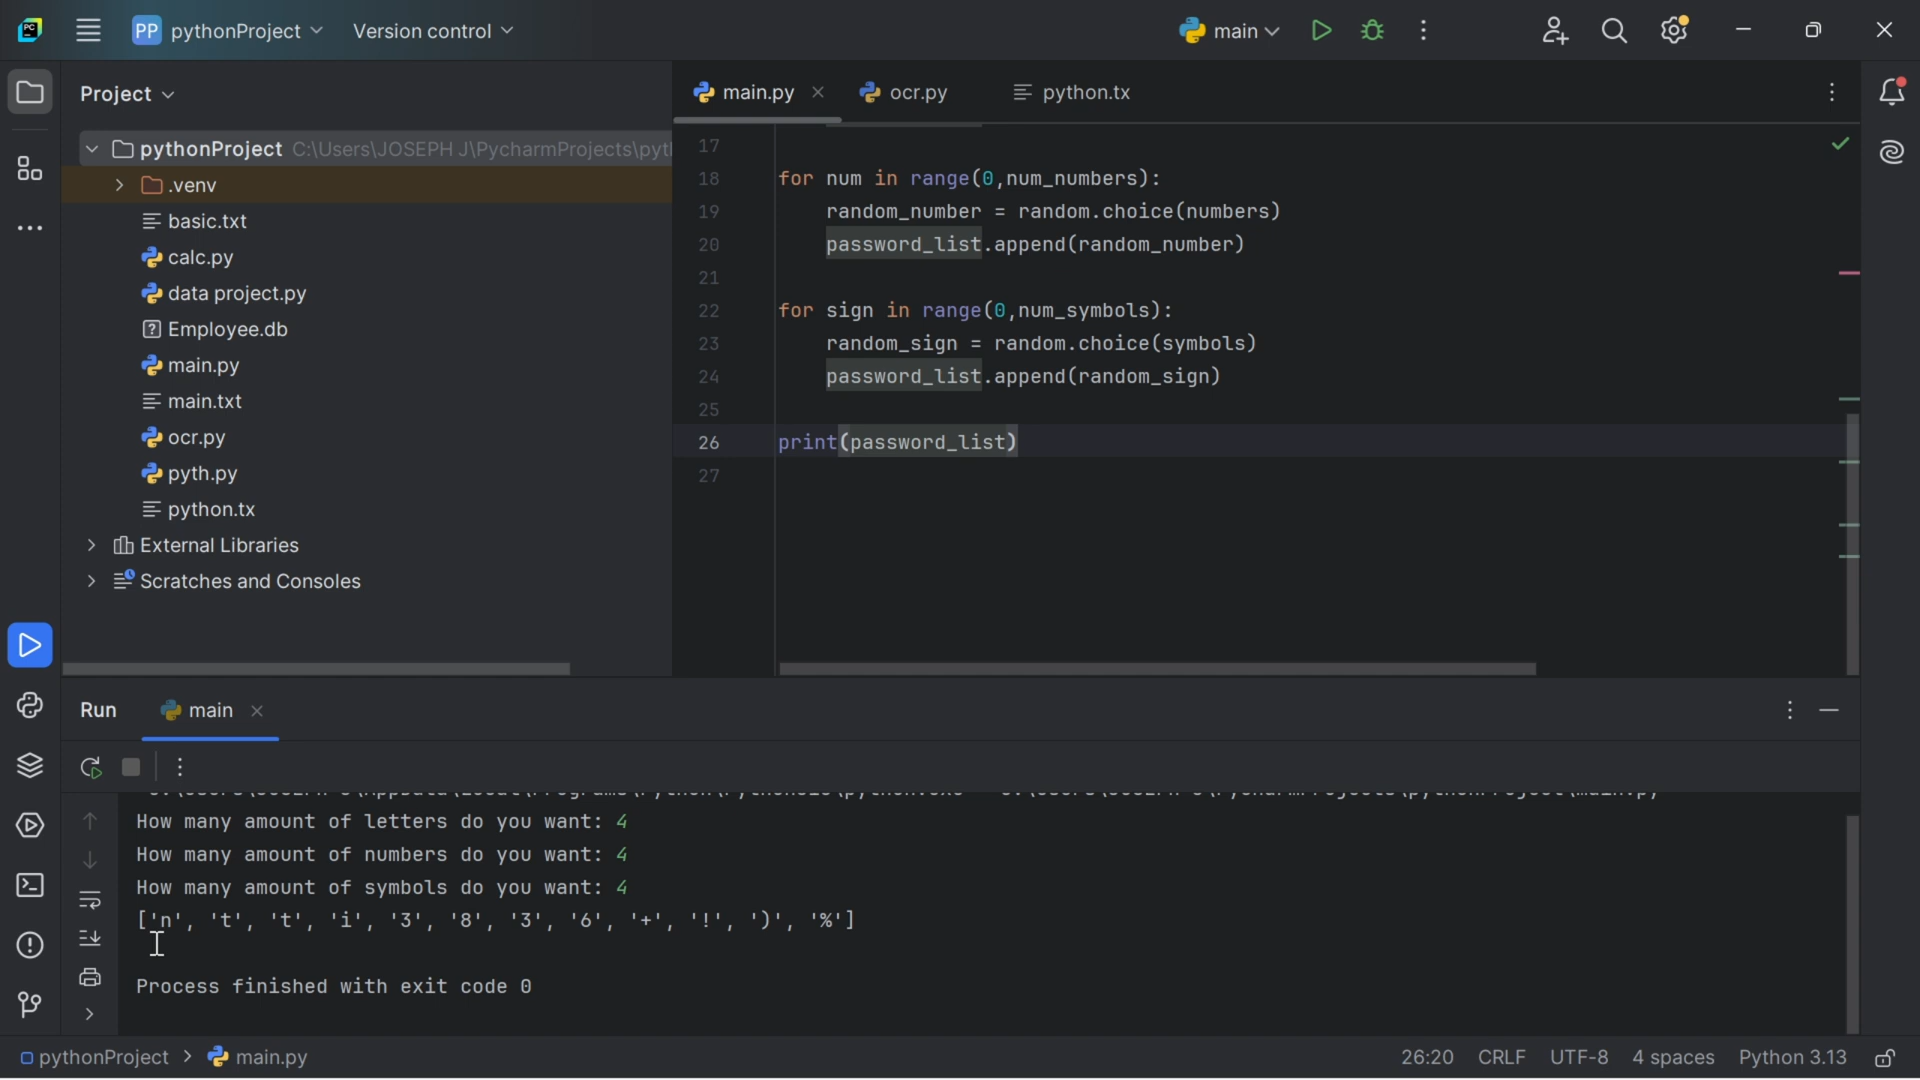 PC
PP pythonProject
Version control
main
Project
main.py
ocr.py
python.tx
pythonProject C:\Users\JOSEPH J\PycharmProjects\pyt
.venv
basic.txt
calc.py
data project.py
Employee.db
main.py
main.txt
ocr.py
pyth.py
python.tx
External Libraries
Scratches and Consoles
17
18 for num in range(0,num_numbers):
19 random_number = random.choice(numbers)
20 password_list.append(random_number)
21
22 for sign in range(0,num_symbols):
23 random_sign = random.choice(symbols)
24 password_list.append(random_sign)
25
26 print(password_list)
27
Run
main
How many amount of letters do you want: 4
How many amount of numbers do you want: 4
How many amount of symbols do you want: 4
['n', 't', 't', 'i', '3', '8', '3', '6', '+', '!', ')', '%']
Process finished with exit code 0
pythonProject > main.py
26:20 CRLF UTF-8 4 spaces Python 3.13